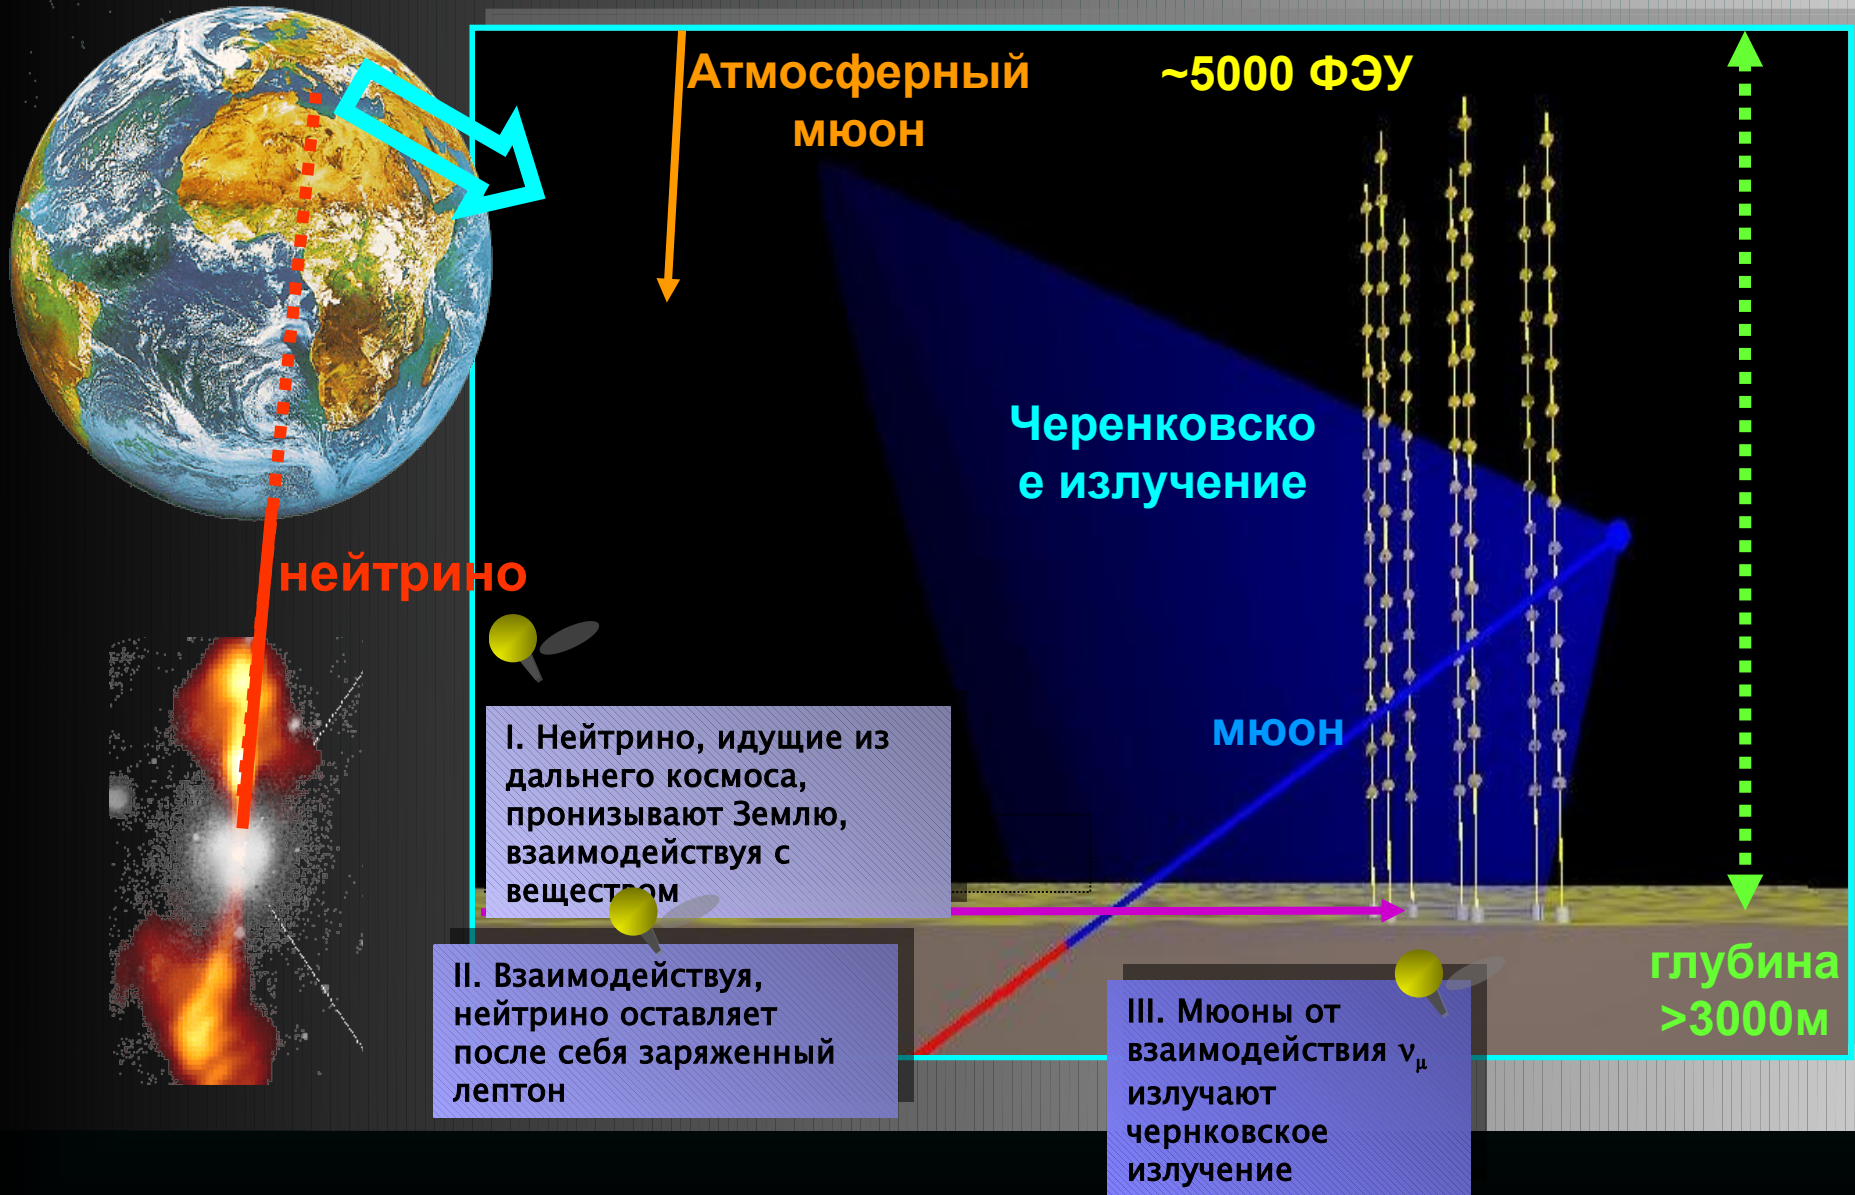 Атмосферный
мюон
~5000 ФЭУ
Черенковско
е излучение
нейтрино
мюон
I. Нейтрино, идущие из
дальнего космоса,
пронизывают Землю,
взаимодействуя с
веществом
II. Взаимодействуя,
нейтрино оставляет
после себя заряженный
лептон
III. Мюоны от
взаимодействия νμ
излучают
чернковское
излучение
глубина
>3000м